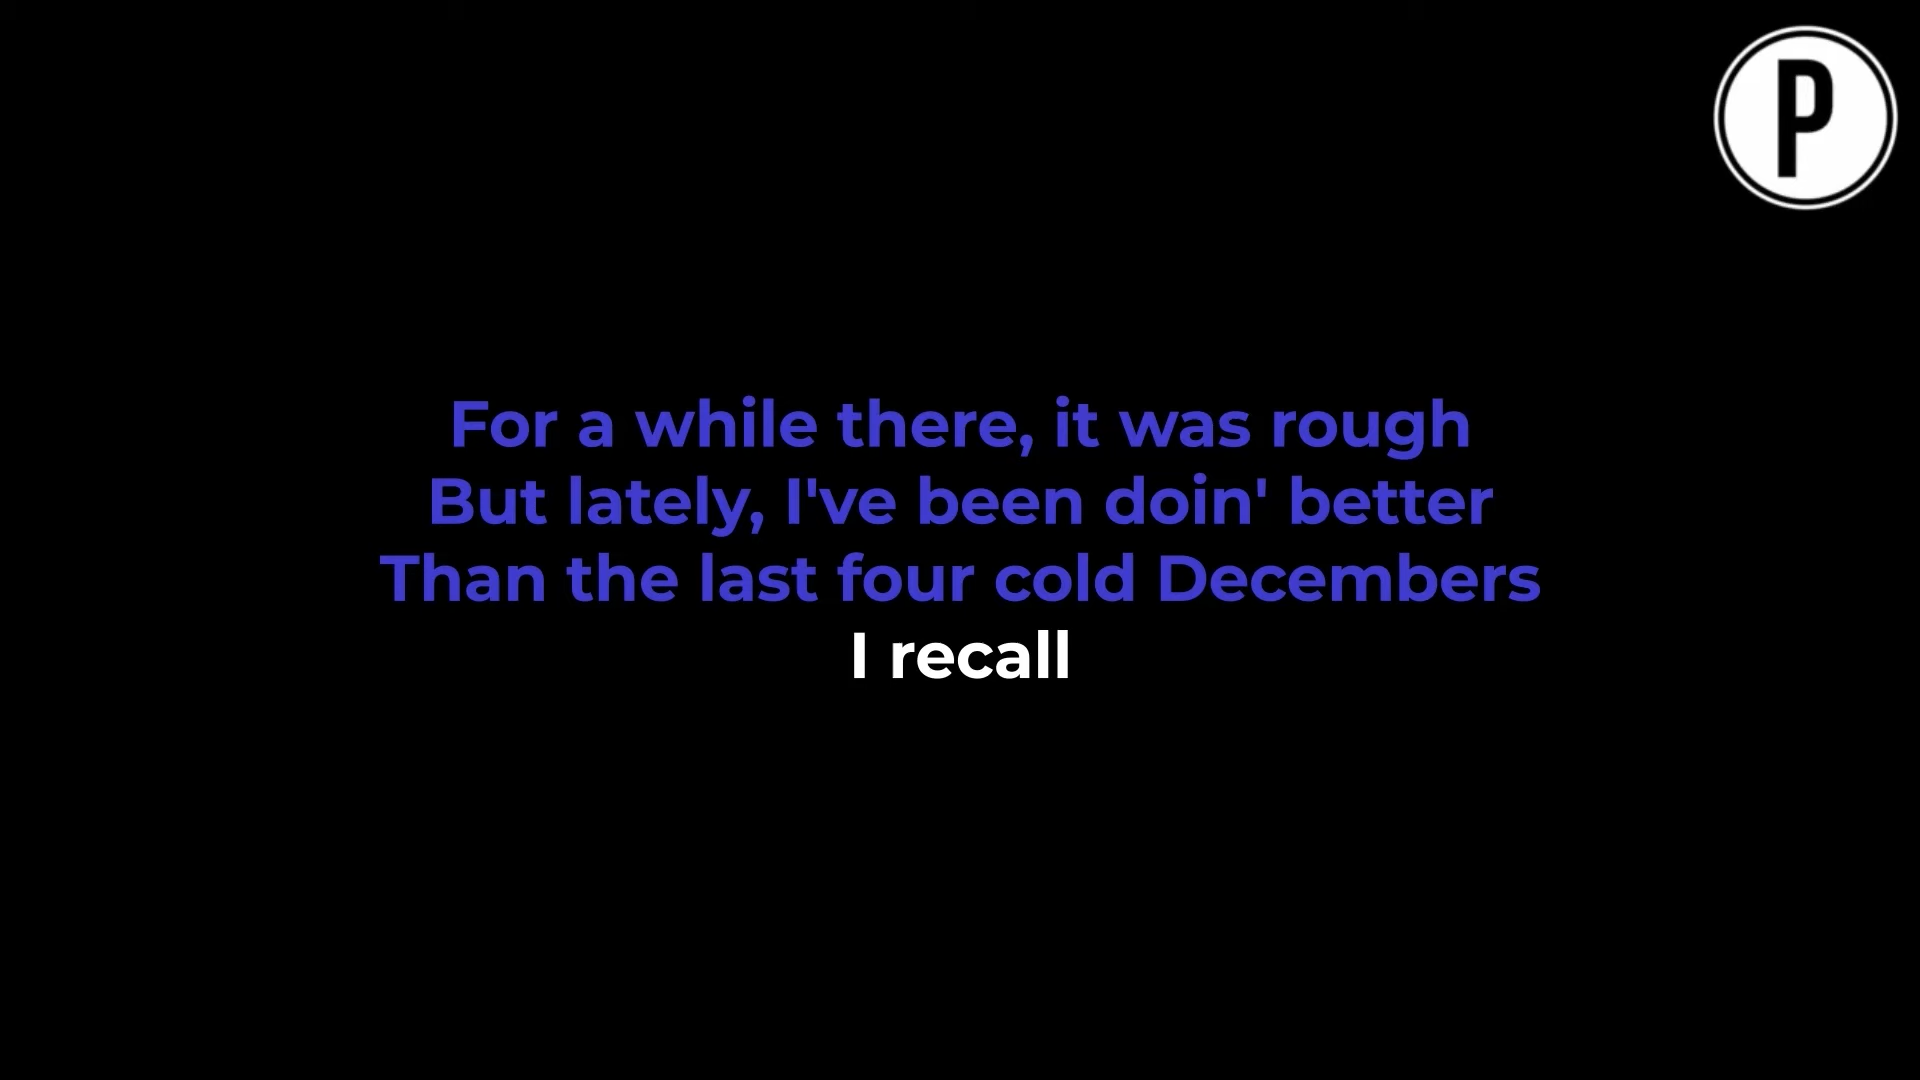 P
For a while there, it was rough
But lately, I've been doin' better
Than the last four cold Decembers
I recall